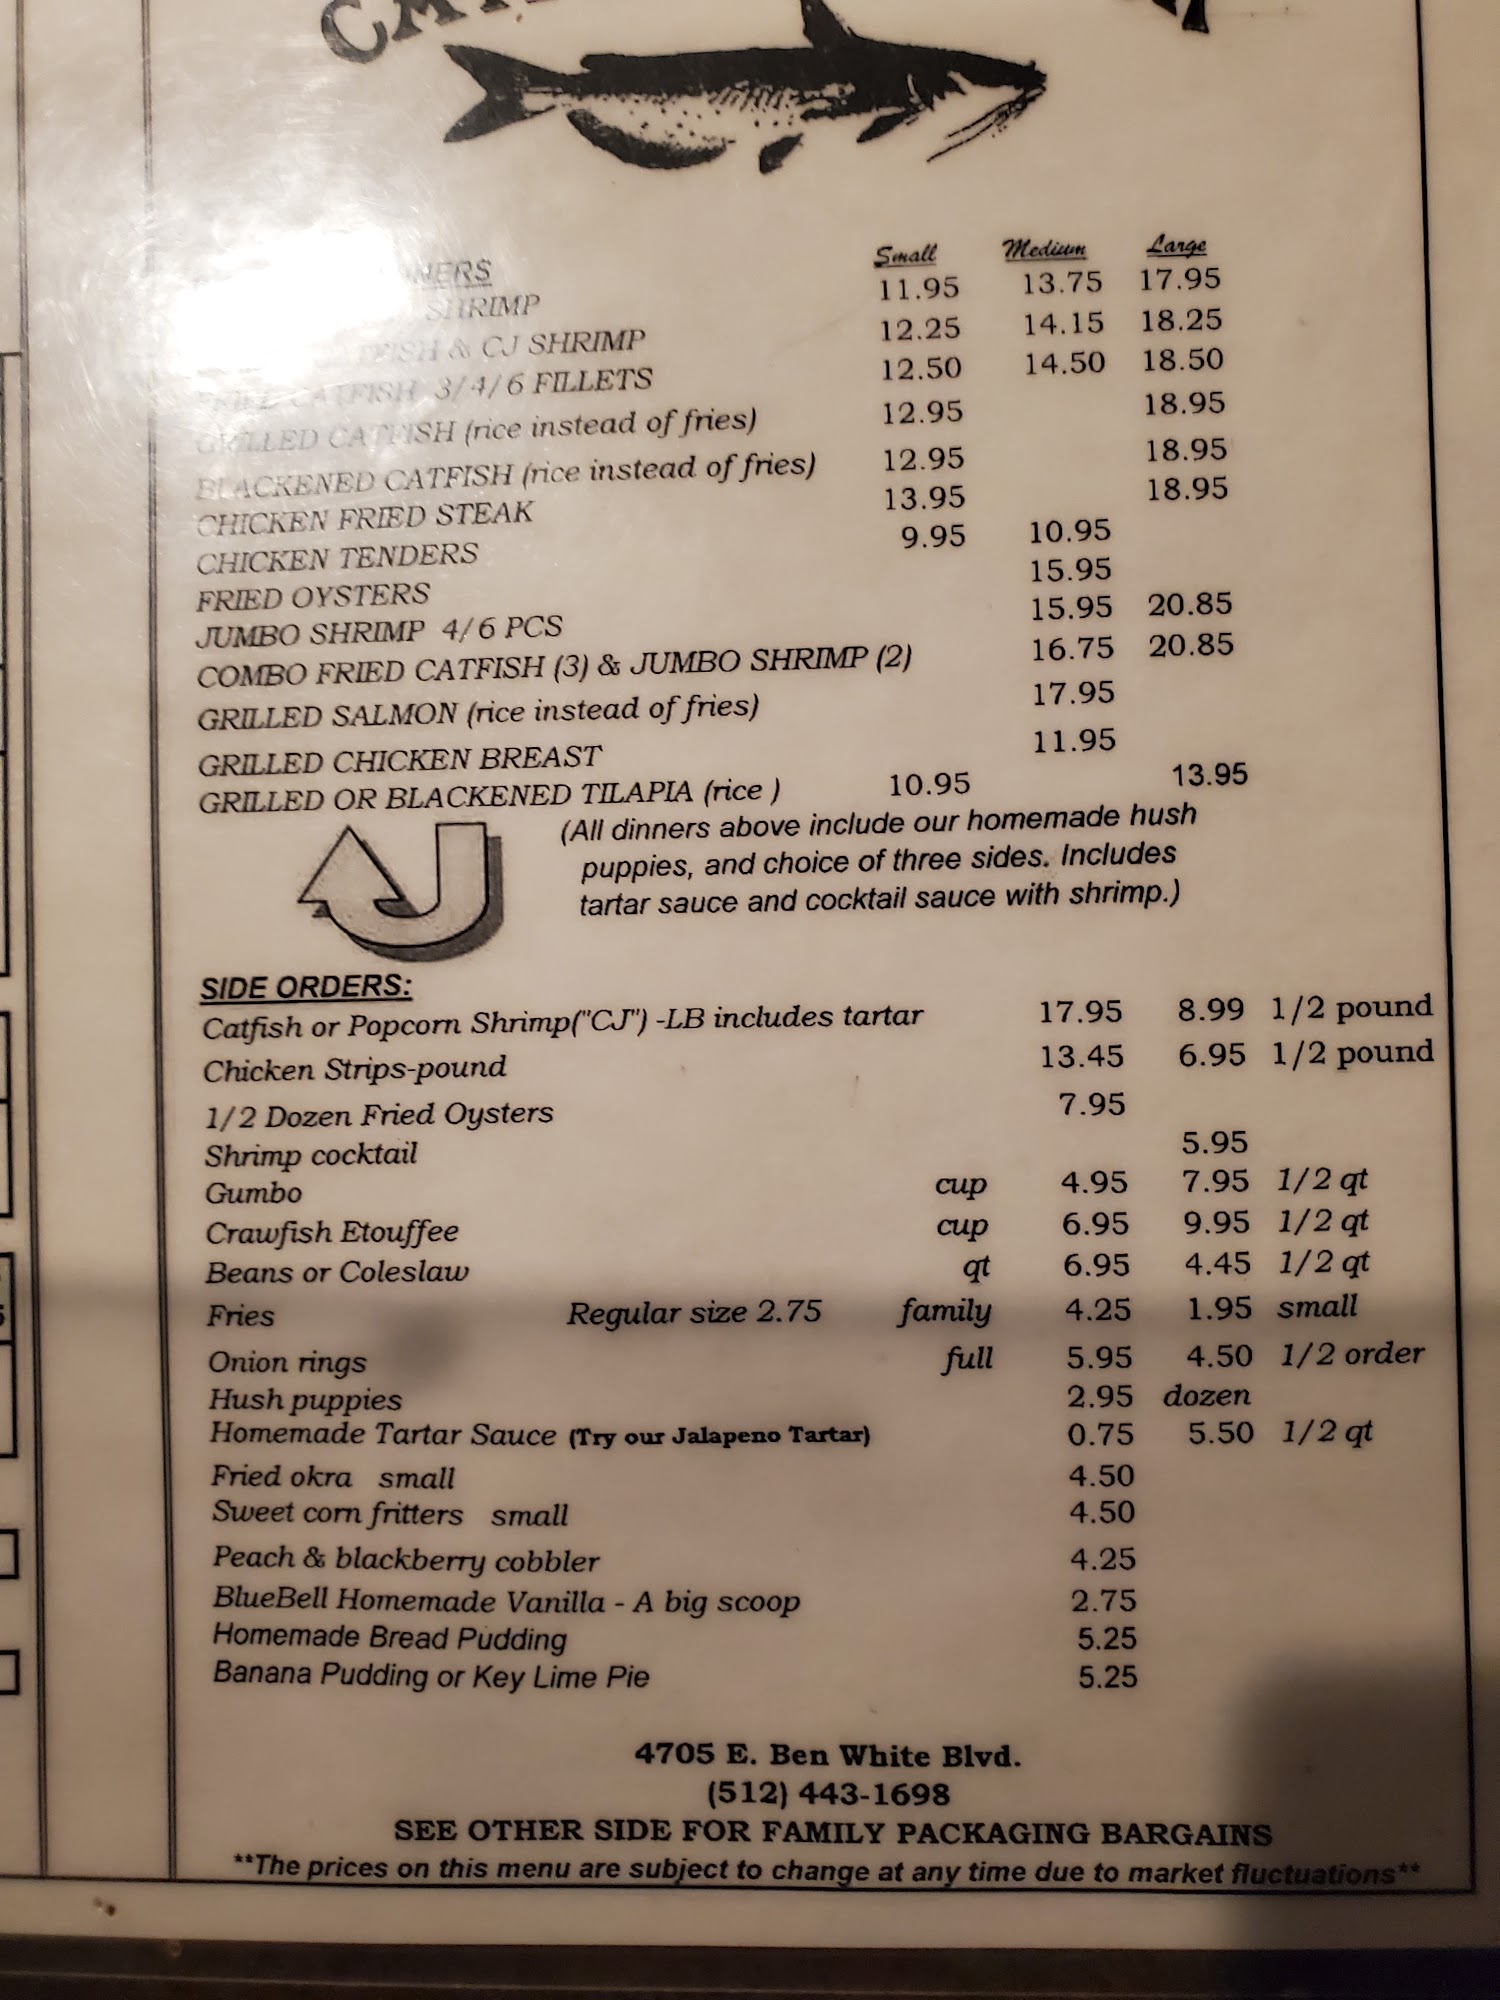 Small Medium Large
SHRIMP 11.95 13.75 17.95
& CJ SHRIMP 12.25 14.15 18.25
FRIED CATFISH 3/4/6 FILLETS 12.50 14.50 18.50
GRILLED CATFISH (rice instead of fries) 12.95 18.95
BLACKENED CATFISH (rice instead of fries) 12.95 18.95
CHICKEN FRIED STEAK 13.95 18.95
CHICKEN TENDERS 9.95 10.95
FRIED OYSTERS 15.95
JUMBO SHRIMP 4/6 PCS 15.95 20.85
COMBO FRIED CATFISH (3) & JUMBO SHRIMP (2) 16.75 20.85
GRILLED SALMON (rice instead of fries) 17.95
GRILLED CHICKEN BREAST 11.95
GRILLED OR BLACKENED TILAPIA (rice ) 10.95 13.95
(All dinners above include our homemade hush
puppies, and choice of three sides. Includes
tartar sauce and cocktail sauce with shrimp.)
SIDE ORDERS:
Catfish or Popcorn Shrimp("CJ") -LB includes tartar 17.95 8.99 1/2 pound
Chicken Strips-pound 13.45 6.95 1/2 pound
1/2 Dozen Fried Oysters 7.95
Shrimp cocktail 5.95
Gumbo cup 4.95 7.95 1/2 qt
Crawfish Etouffee cup 6.95 9.95 1/2 qt
Beans or Coleslaw qt 6.95 4.45 1/2 qt
Fries Regular size 2.75 family 4.25 1.95 small
Onion rings full 5.95 4.50 1/2 order
Hush puppies 2.95 dozen
Homemade Tartar Sauce (Try our Jalapeno Tartar) 0.75 5.50 1/2 qt
Fried okra small 4.50
Sweet corn fritters small 4.50
Peach & blackberry cobbler 4.25
BlueBell Homemade Vanilla - A big scoop 2.75
Homemade Bread Pudding 5.25
Banana Pudding or Key Lime Pie 5.25
4705 E. Ben White Blvd.
(512) 443-1698
SEE OTHER SIDE FOR FAMILY PACKAGING BARGAINS
**The prices on this menu are subject to change at any time due to market fluctuations**